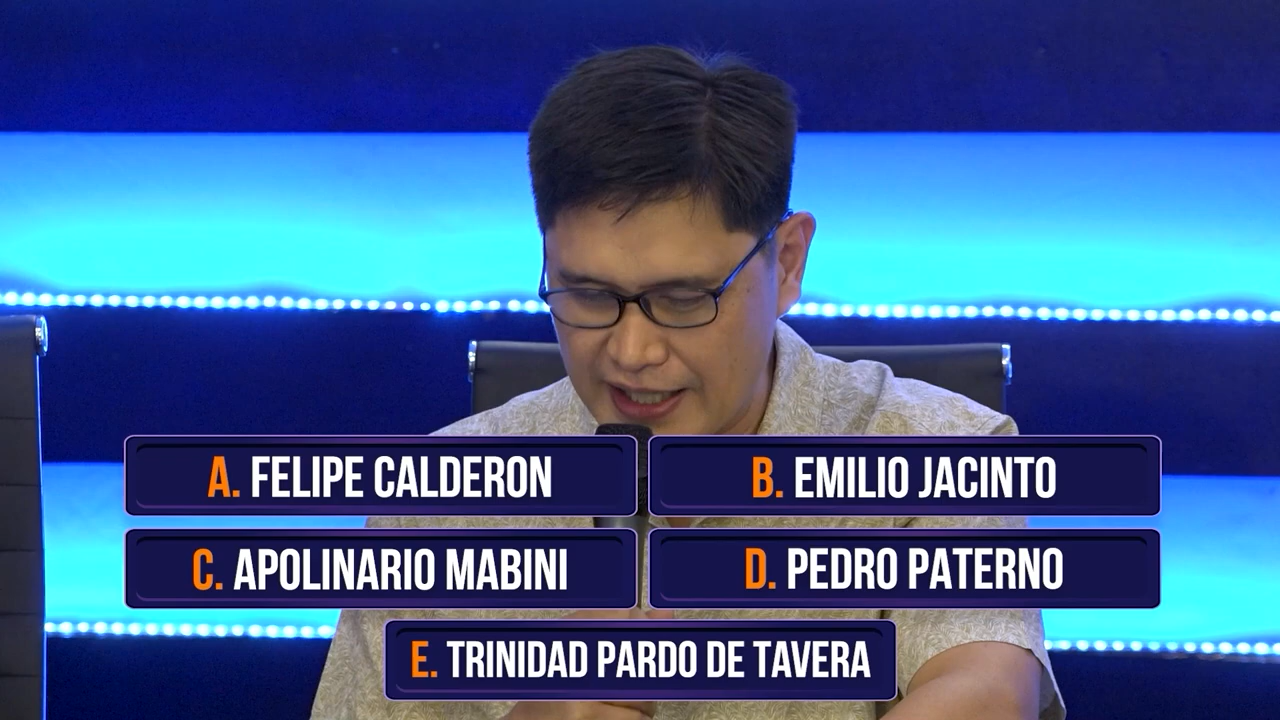 A. FELIPE CALDERON
B. EMILIO JACINTO
C. APOLINARIO MABINI
D. PEDRO PATERNO
E. TRINIDAD PARDO DE TAVERA